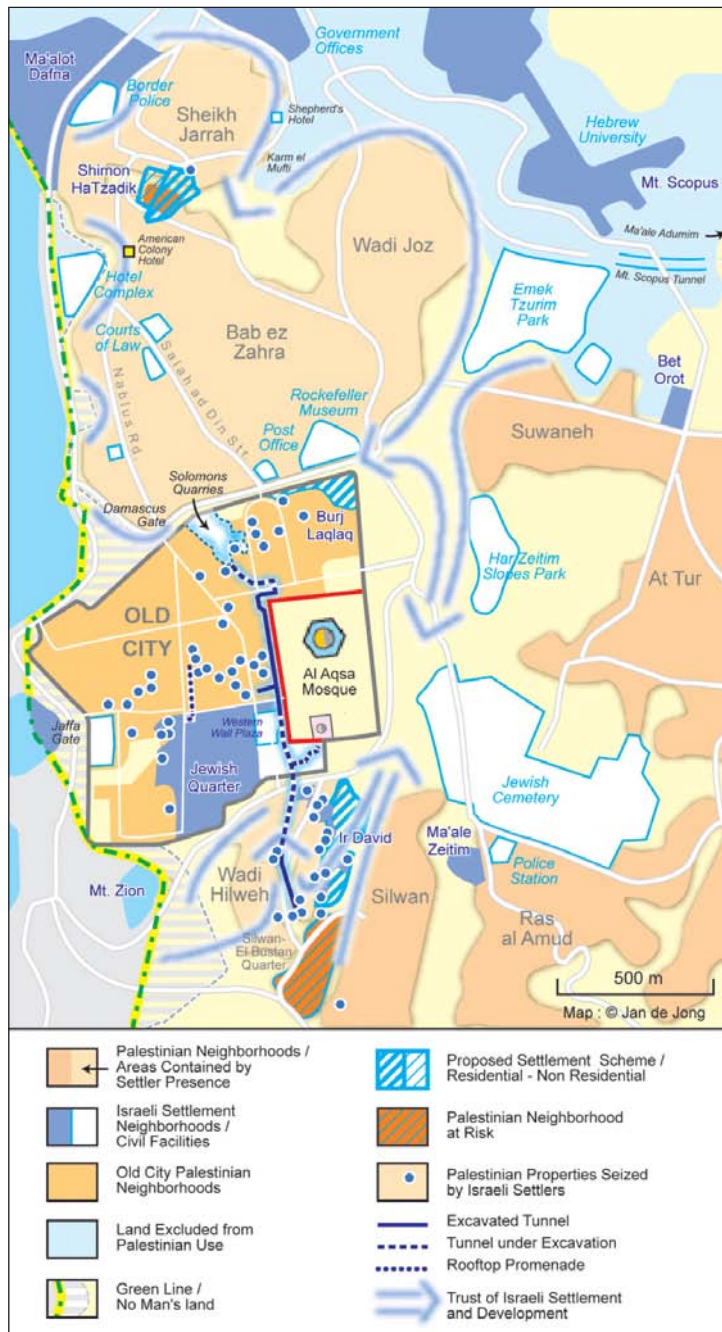 Government
Offices
Ma'alot
Dafna
Border
Police
Sheikh
Jarrah
Shepherd's
Hotel
Hebrew
University
Karm el
Mufti
Shimon
HaTzadik
Mt. Scopus
Ma'ale Adumim
American
Colony
Hotel
Wadi Joz
Mt. Scopus Tunnel
Hotel
Complex
Emek
Tzurim
Park
Courts
of Law
Bab ez
Zahra
Salah ad Din Str.
Nablus Rd.
Bet
Orot
Rockefeller
Museum
Post
Office
Suwaneh
Solomons
Quarries
Damascus
Gate
Burj
Laqlaq
Har Zeitim
Slopes Park
At Tur
OLD
CITY
Al Aqsa
Mosque
Jaffa
Gate
Western
Wall Plaza
Jewish
Quarter
Jewish
Cemetery
Ir David
Ma'ale
Zeitim
Police
Station
Mt. Zion
Wadi
Hilweh
Silwan
Ras
al Amud
Silwan-
El Bustan
Quarter
500 m
Map : © Jan de Jong
Palestinian Neighborhoods /
Areas Contained by
Settler Presence
Israeli Settlement
Neighborhoods /
Civil Facilities
Old City Palestinian
Neighborhoods
Land Excluded from
Palestinian Use
Green Line /
No Man's land
Proposed Settlement Scheme /
Residential - Non Residential
Palestinian Neighborhood
at Risk
Palestinian Properties Seized
by Israeli Settlers
Excavated Tunnel
Tunnel under Excavation
Rooftop Promenade
Trust of Israeli Settlement
and Development